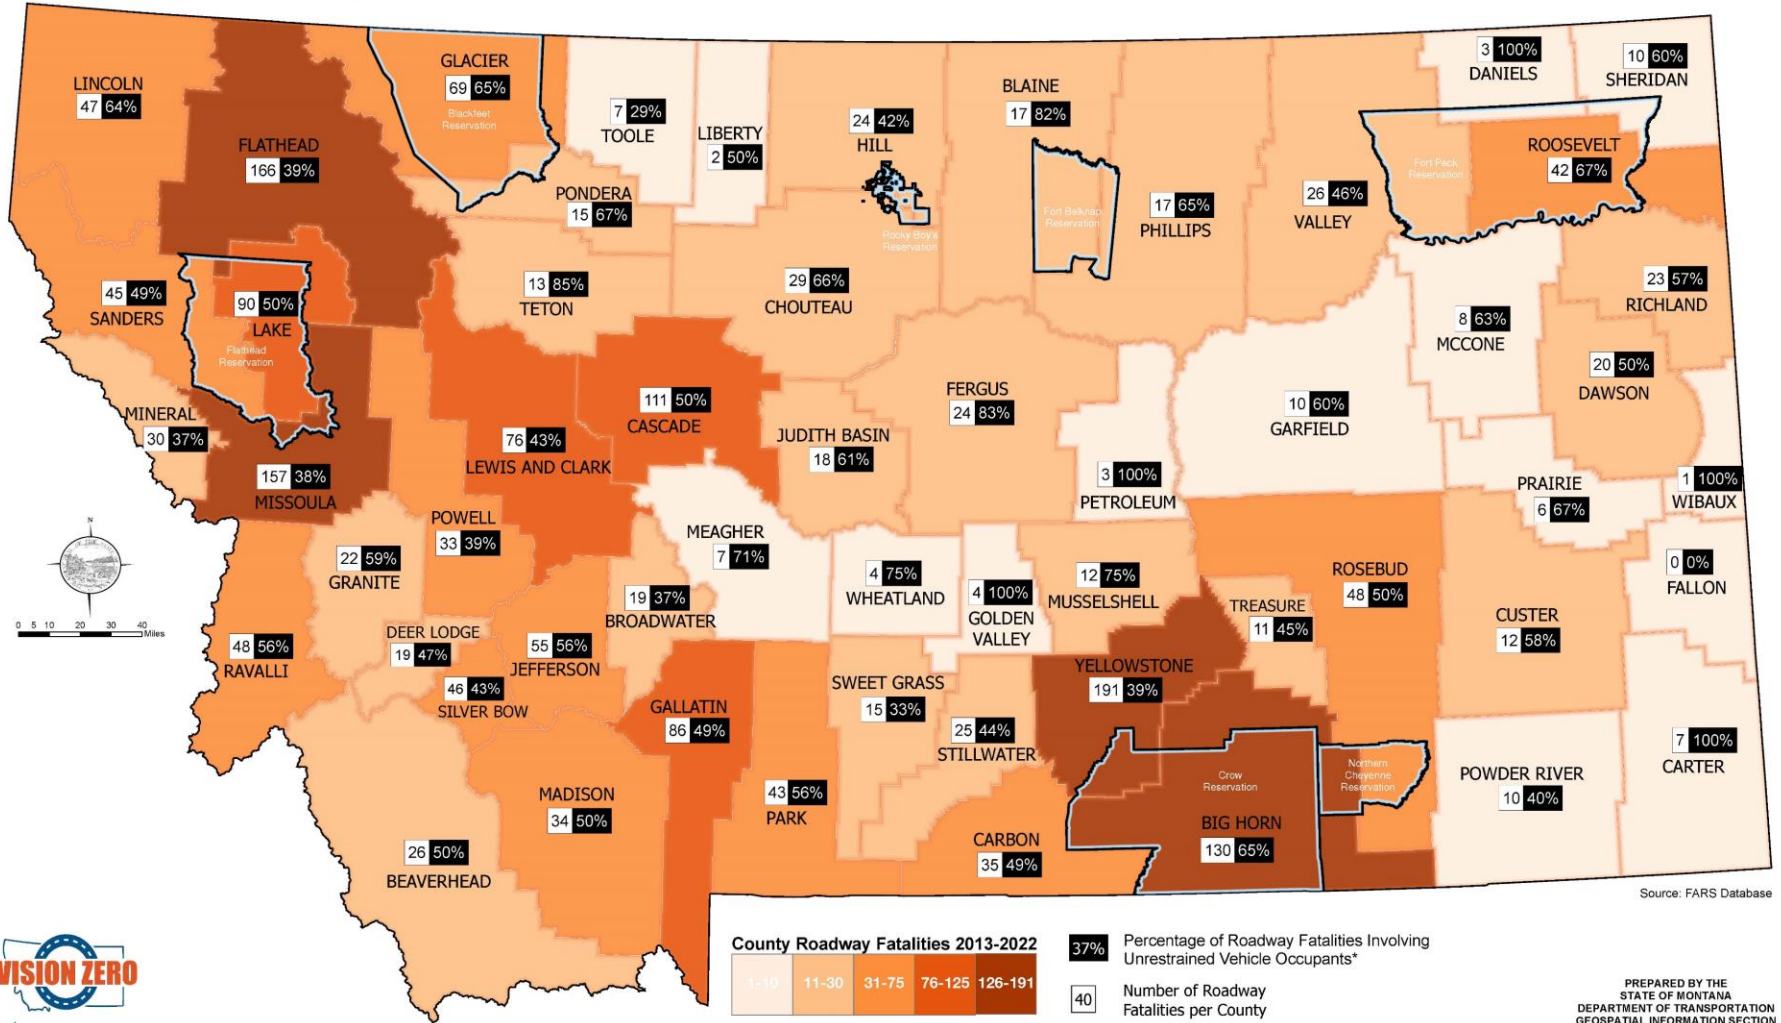 LINCOLN
47 64%
FLATHEAD
166 39%
GLACIER
69 65%
Blackfeet
Reservation
7 29%
TOOLE
LIBERTY
2 50%
24 42%
HILL
BLAINE
17 82%
3 100%
DANIELS
10 60%
SHERIDAN
ROOSEVELT
42 67%
Fort Peck
Reservation
PONDERA
15 67%
Rocky Boy's
Reservation
Fort Belknap
Reservation
17 65%
PHILLIPS
26 46%
VALLEY
45 49%
SANDERS
90 50%
LAKE
Flathead
Reservation
13 85%
TETON
29 66%
CHOUTEAU
8 63%
MCCONE
23 57%
RICHLAND
20 50%
DAWSON
MINERAL
30 37%
157 38%
MISSOULA
76 43%
LEWIS AND CLARK
111 50%
CASCADE
JUDITH BASIN
18 61%
FERGUS
24 83%
3 100%
PETROLEUM
10 60%
GARFIELD
PRAIRIE
6 67%
1 100%
WIBAUX
N
0 5 10 20 30 40
Miles
22 59%
GRANITE
POWELL
33 39%
MEAGHER
7 71%
4 75%
WHEATLAND
4 100%
GOLDEN
VALLEY
12 75%
MUSSELSHELL
TREASURE
11 45%
ROSEBUD
48 50%
CUSTER
12 58%
0 0%
FALLON
48 56%
RAVALLI
DEER LODGE
19 47%
46 43%
SILVER BOW
55 56%
JEFFERSON
19 37%
BROADWATER
GALLATIN
86 49%
SWEET GRASS
15 33%
25 44%
STILLWATER
YELLOWSTONE
191 39%
26 50%
BEAVERHEAD
MADISON
34 50%
43 56%
PARK
CARBON
35 49%
Crow
Reservation
BIG HORN
130 65%
Northern
Cheyenne
Reservation
POWDER RIVER
10 40%
7 100%
CARTER
Source: FARS Database
VISION ZERO
County Roadway Fatalities 2013-2022
1-10 11-30 31-75 76-125 126-191
37% Percentage of Roadway Fatalities Involving
Unrestrained Vehicle Occupants*
40 Number of Roadway
Fatalities per County
PREPARED BY THE
STATE OF MONTANA
DEPARTMENT OF TRANSPORTATION
GEOSPATIAL INFORMATION SECTION